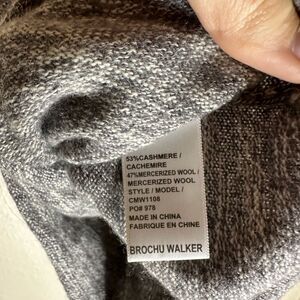 53%CASHMERE /
CACHEMIRE
47%MERCERIZED WOOL /
MERCERIZED WOOL
STYLE / MODEL /
CMW1108
PO# 978
MADE IN CHINA
FABRIQUE EN CHINE
BROCHU WALKER